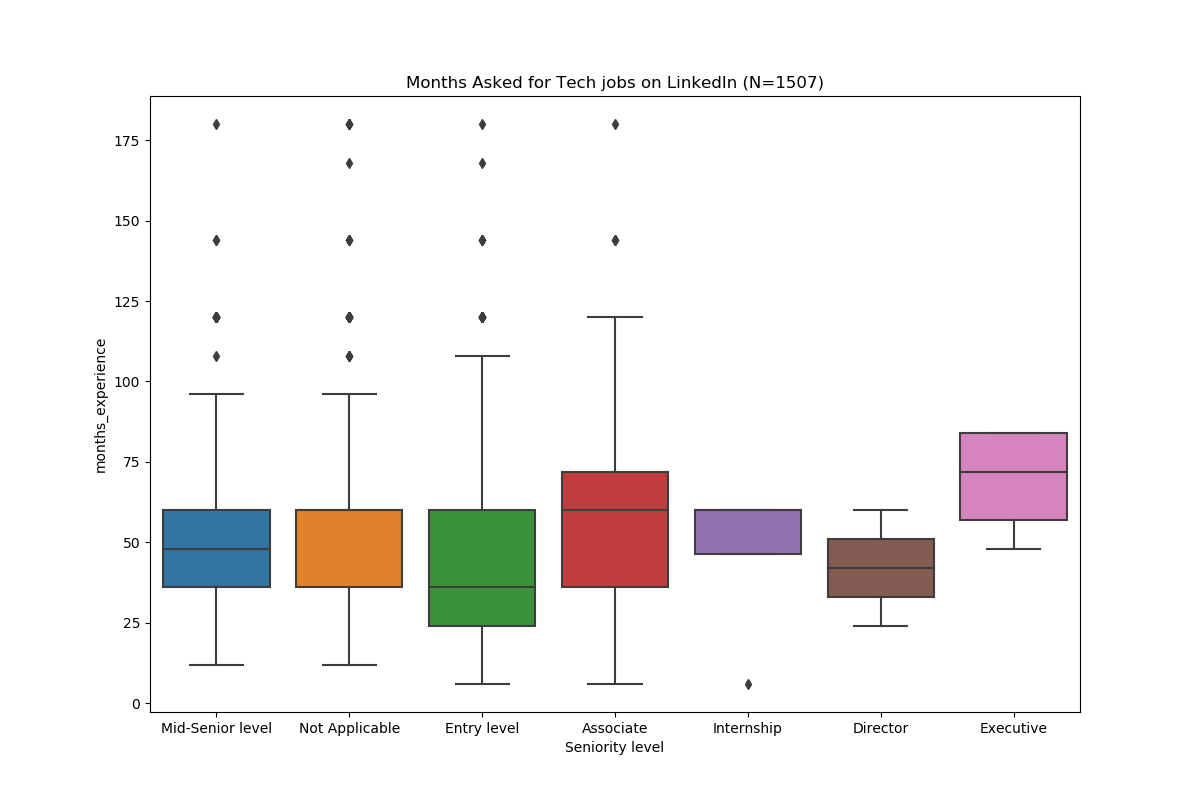 Months Asked for Tech jobs on LinkedIn (N=1507)
months_experience
175
150
125
100
75
50
25
0
Mid-Senior level Not Applicable Entry level Associate Internship Director Executive
Seniority level